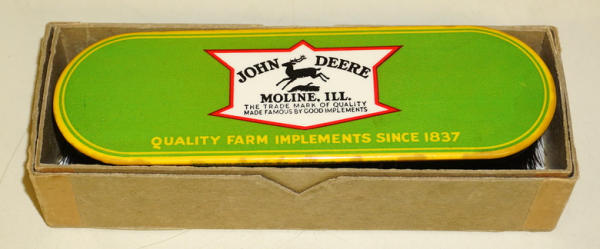 JOHN DEERE
MOLINE, ILL.
THE TRADE MARK OF QUALITY
MADE FAMOUS BY GOOD IMPLEMENTS
QUALITY FARM IMPLEMENTS SINCE 1837